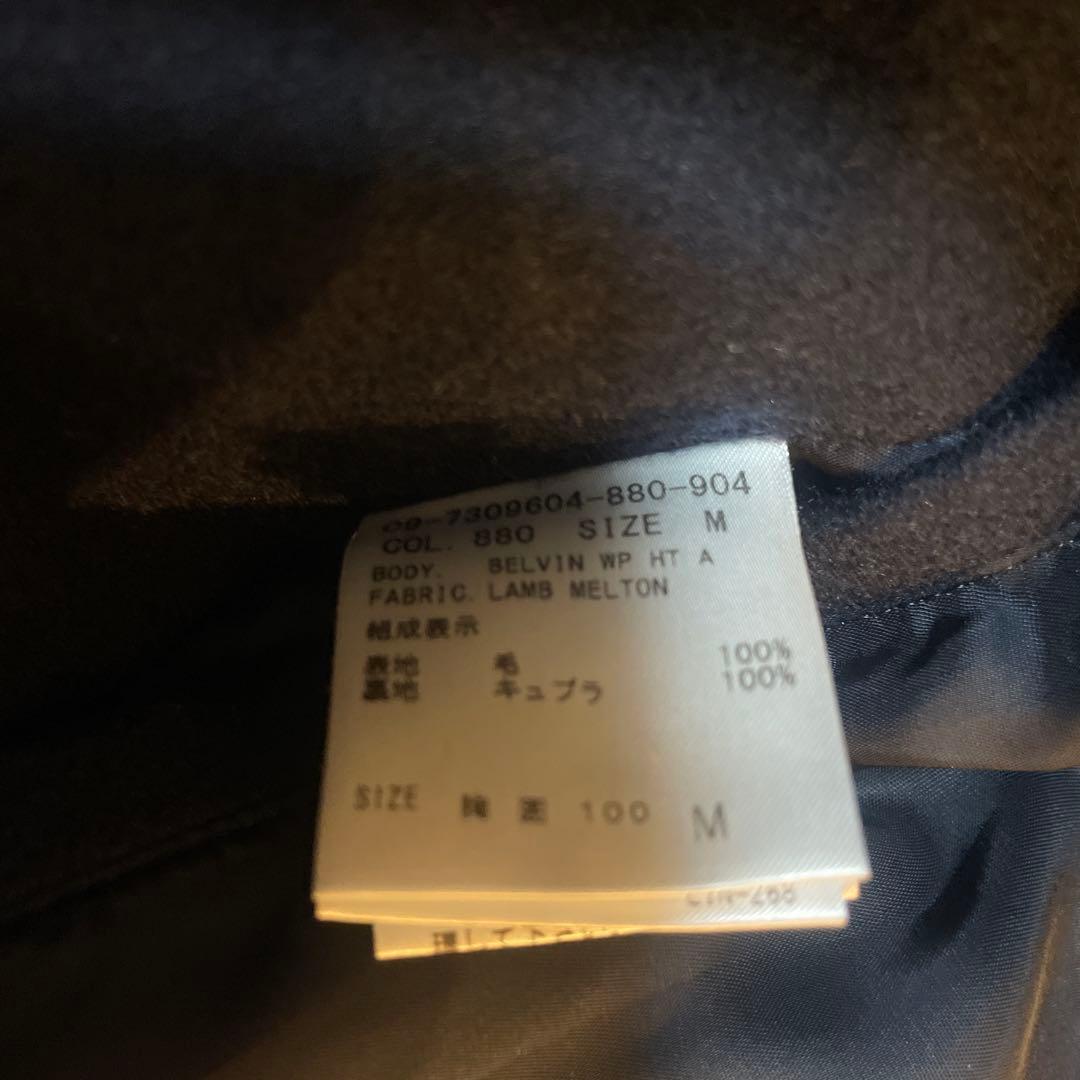 09-7309604-880-904
COL. 880 SIZE M
BODY. BELVIN WP HT A
FABRIC. LAMB MELTON
組成表示
表地 毛 100%
裏地 キュプラ 100%
SIZE 胸囲 100 M